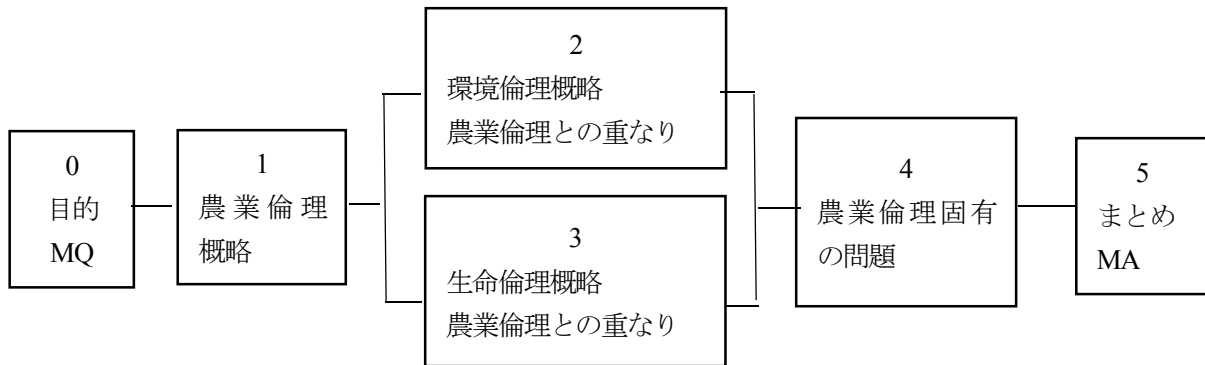 0
目的
MQ
1
農業倫理
概略
2
環境倫理概略
農業倫理との重なり
3
生命倫理概略
農業倫理との重なり
4
農業倫理固有
の問題
5
まとめ
MA